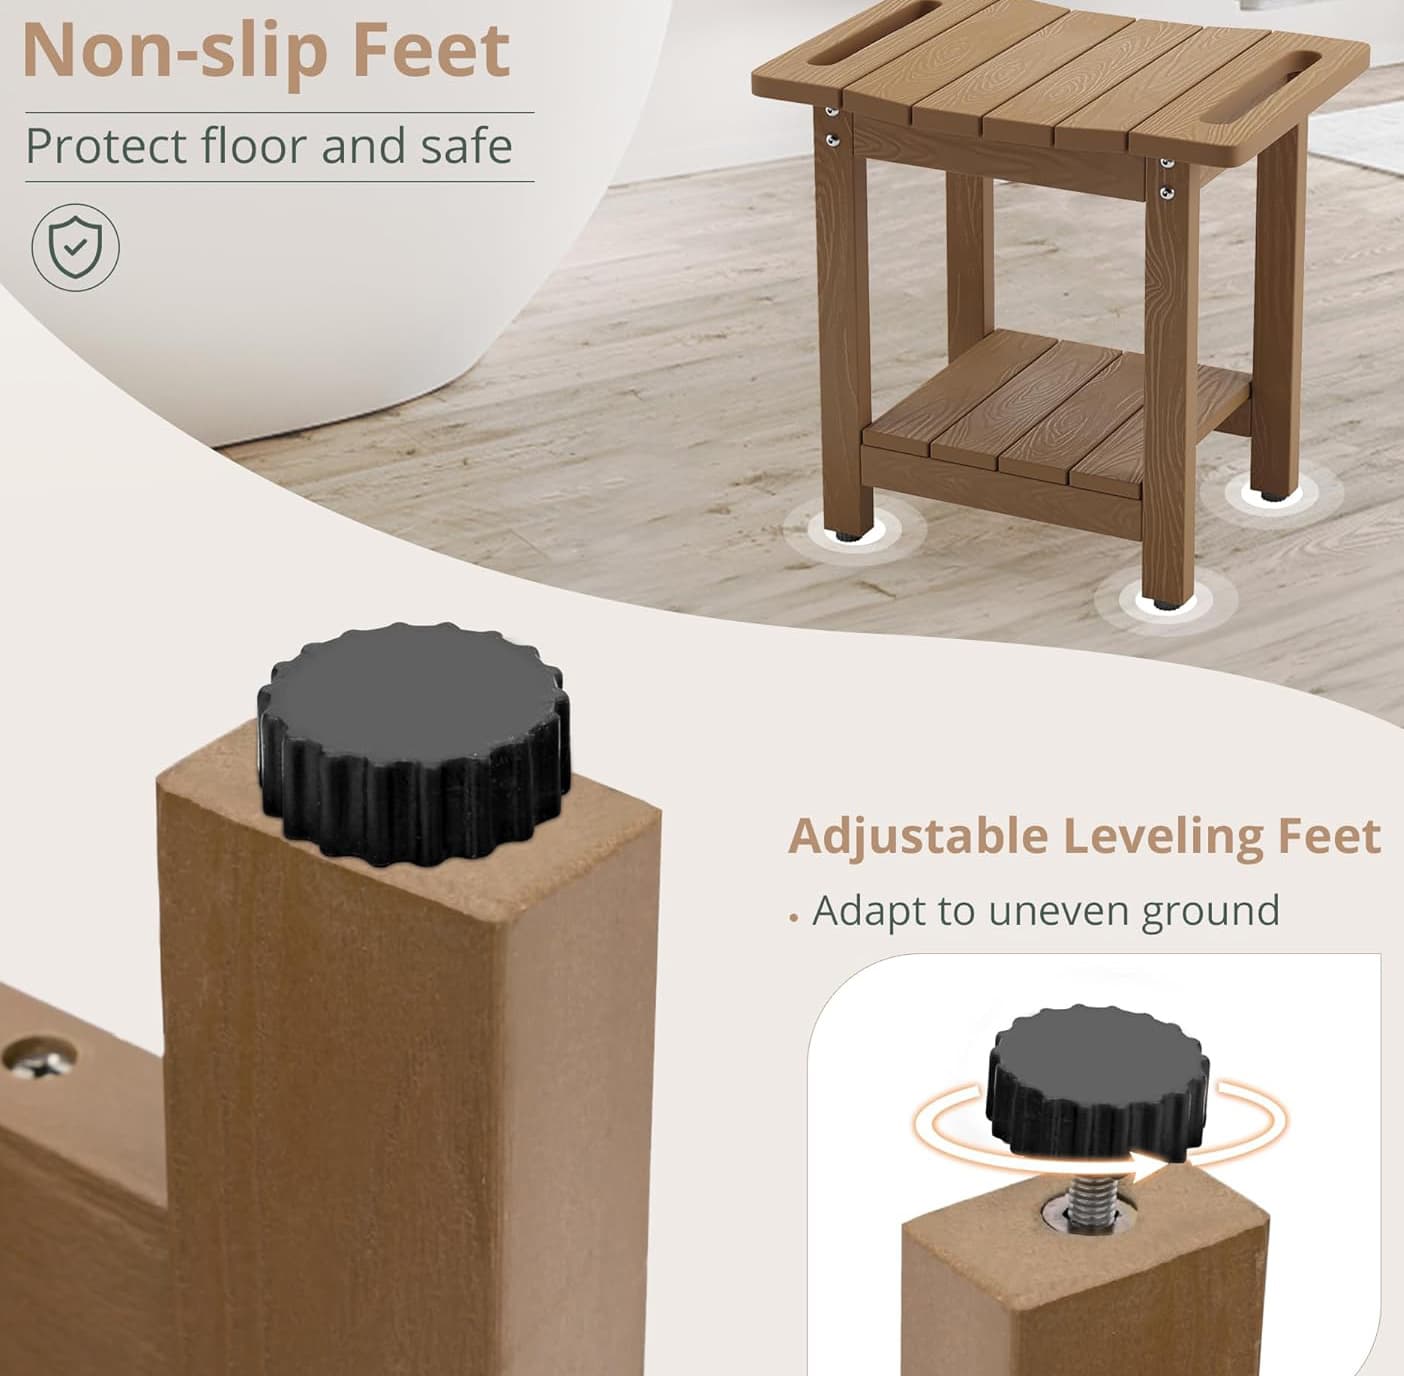 Non-slip Feet
Protect floor and safe
Adjustable Leveling Feet
• Adapt to uneven ground